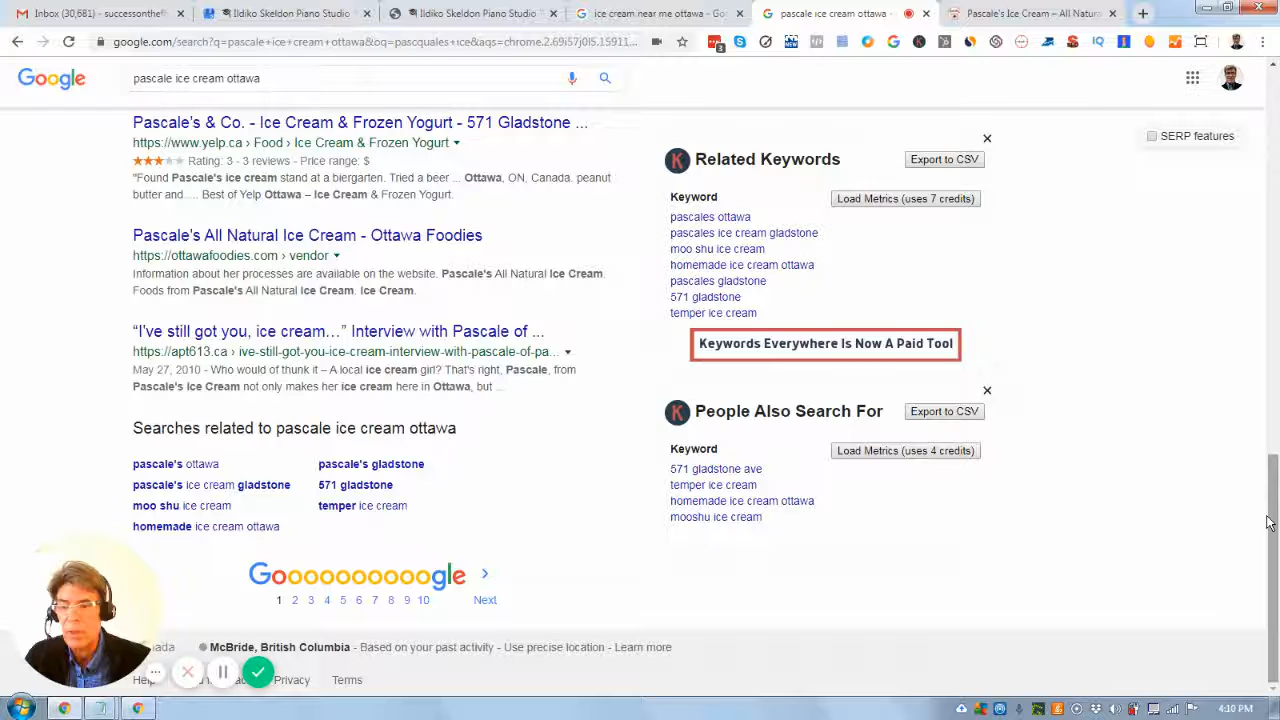 Inbox (30,681) - successonthef
Ildiko Skeldon Piano Studio
Ildiko Skeldon Piano Studio
ice cream near me ottawa - Go
pascale ice cream ottawa -
Pascale's Ice Cream – All Natur
google.com/search?q=pascale+ice+cream+ottawa&oq=pascquales+ice&aqs=chrome.2.69i57j0l5.15911...
Google
pascale ice cream ottawa
SERP features
Pascale's & Co. - Ice Cream & Frozen Yogurt - 571 Gladstone ...
https://www.yelp.ca › Food › Ice Cream & Frozen Yogurt
Rating: 3 - 3 reviews - Price range: $
"Found Pascale's ice cream stand at a biergarten. Tried a beer ... Ottawa, ON, Canada. peanut
butter and.... Best of Yelp Ottawa – Ice Cream & Frozen Yogurt.
Pascale's All Natural Ice Cream - Ottawa Foodies
https://ottawafoodies.com › vendor
Information about her processes are available on the website. Pascale's All Natural Ice Cream.
Foods from Pascale's All Natural Ice Cream. Ice Cream.
“I've still got you, ice cream…” Interview with Pascale of ...
https://apt613.ca › ive-still-got-you-ice-cream-interview-with-pascale-of-pa...
May 27, 2010 - Who would of thunk it – A local ice cream girl? That's right, Pascale, from
Pascale's Ice Cream not only makes her ice cream here in Ottawa, but ...
Searches related to pascale ice cream ottawa
pascale's ottawa
pascale's gladstone
pascale's ice cream gladstone
571 gladstone
moo shu ice cream
temper ice cream
homemade ice cream ottawa
Goooooooooogle
1 2 3 4 5 6 7 8 9 10 Next
K Related Keywords
Export to CSV
Keyword
Load Metrics (uses 7 credits)
pascales ottawa
pascales ice cream gladstone
moo shu ice cream
homemade ice cream ottawa
pascales gladstone
571 gladstone
temper ice cream
Keywords Everywhere Is Now A Paid Tool
K People Also Search For
Export to CSV
Keyword
Load Metrics (uses 4 credits)
571 gladstone ave
temper ice cream
homemade ice cream ottawa
mooshu ice cream
McBride, British Columbia - Based on your past activity - Use precise location - Learn more
Privacy Terms
4:10 PM